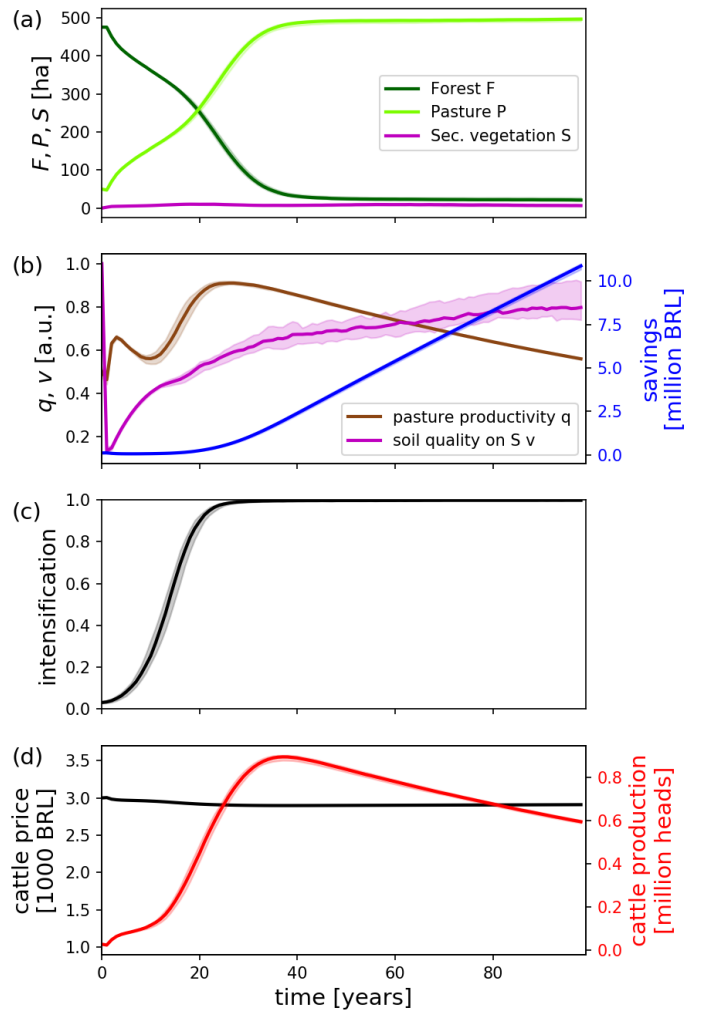 (a)
500
400
300
200
100
0
F, P, S [ha]
Forest F
Pasture P
Sec. vegetation S
(b)
1.0
0.8
0.6
0.4
0.2
q, v [a.u.]
pasture productivity q
soil quality on S v
10.0
7.5
5.0
2.5
0.0
savings
[million BRL]
(c)
1.0
0.8
0.6
0.4
0.2
0.0
intensification
(d)
3.5
3.0
2.5
2.0
1.5
1.0
cattle price
[1000 BRL]
0.8
0.6
0.4
0.2
0.0
cattle production
[million heads]
0 20 40 60 80
time [years]